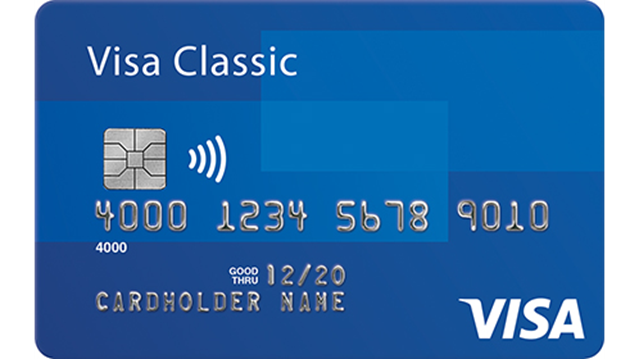 Visa Classic
4000 1234 5678 9010
4000
GOOD THRU 12/20
CARDHOLDER NAME
VISA